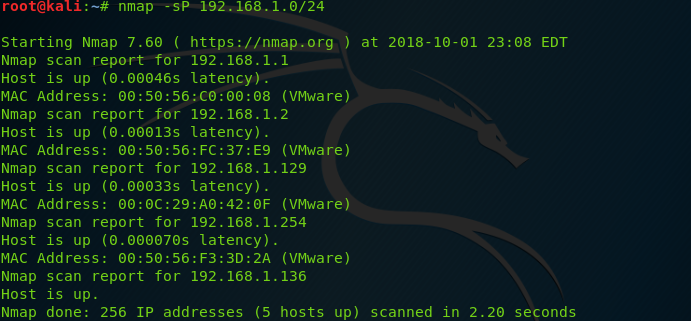 root@kali:~# nmap -sP 192.168.1.0/24
Starting Nmap 7.60 ( https://nmap.org ) at 2018-10-01 23:08 EDT
Nmap scan report for 192.168.1.1
Host is up (0.00046s latency).
MAC Address: 00:50:56:C0:00:08 (VMware)
Nmap scan report for 192.168.1.2
Host is up (0.00013s latency).
MAC Address: 00:50:56:FC:37:E9 (VMware)
Nmap scan report for 192.168.1.129
Host is up (0.00033s latency).
MAC Address: 00:0C:29:A0:42:0F (VMware)
Nmap scan report for 192.168.1.254
Host is up (0.000070s latency).
MAC Address: 00:50:56:F3:3D:2A (VMware)
Nmap scan report for 192.168.1.136
Host is up.
Nmap done: 256 IP addresses (5 hosts up) scanned in 2.20 seconds